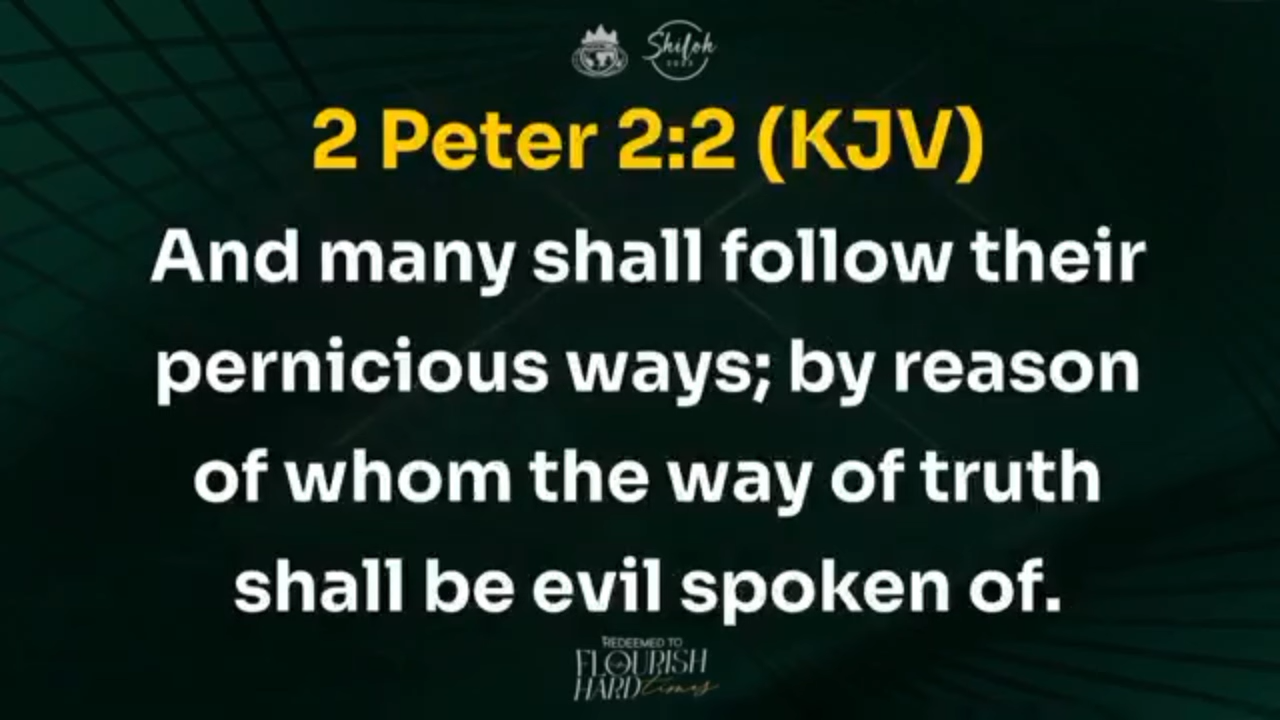 Shiloh
2 Peter 2:2 (KJV)
And many shall follow their
pernicious ways; by reason
of whom the way of truth
shall be evil spoken of.
REDEEMED TO
FLOURISH
HARD times